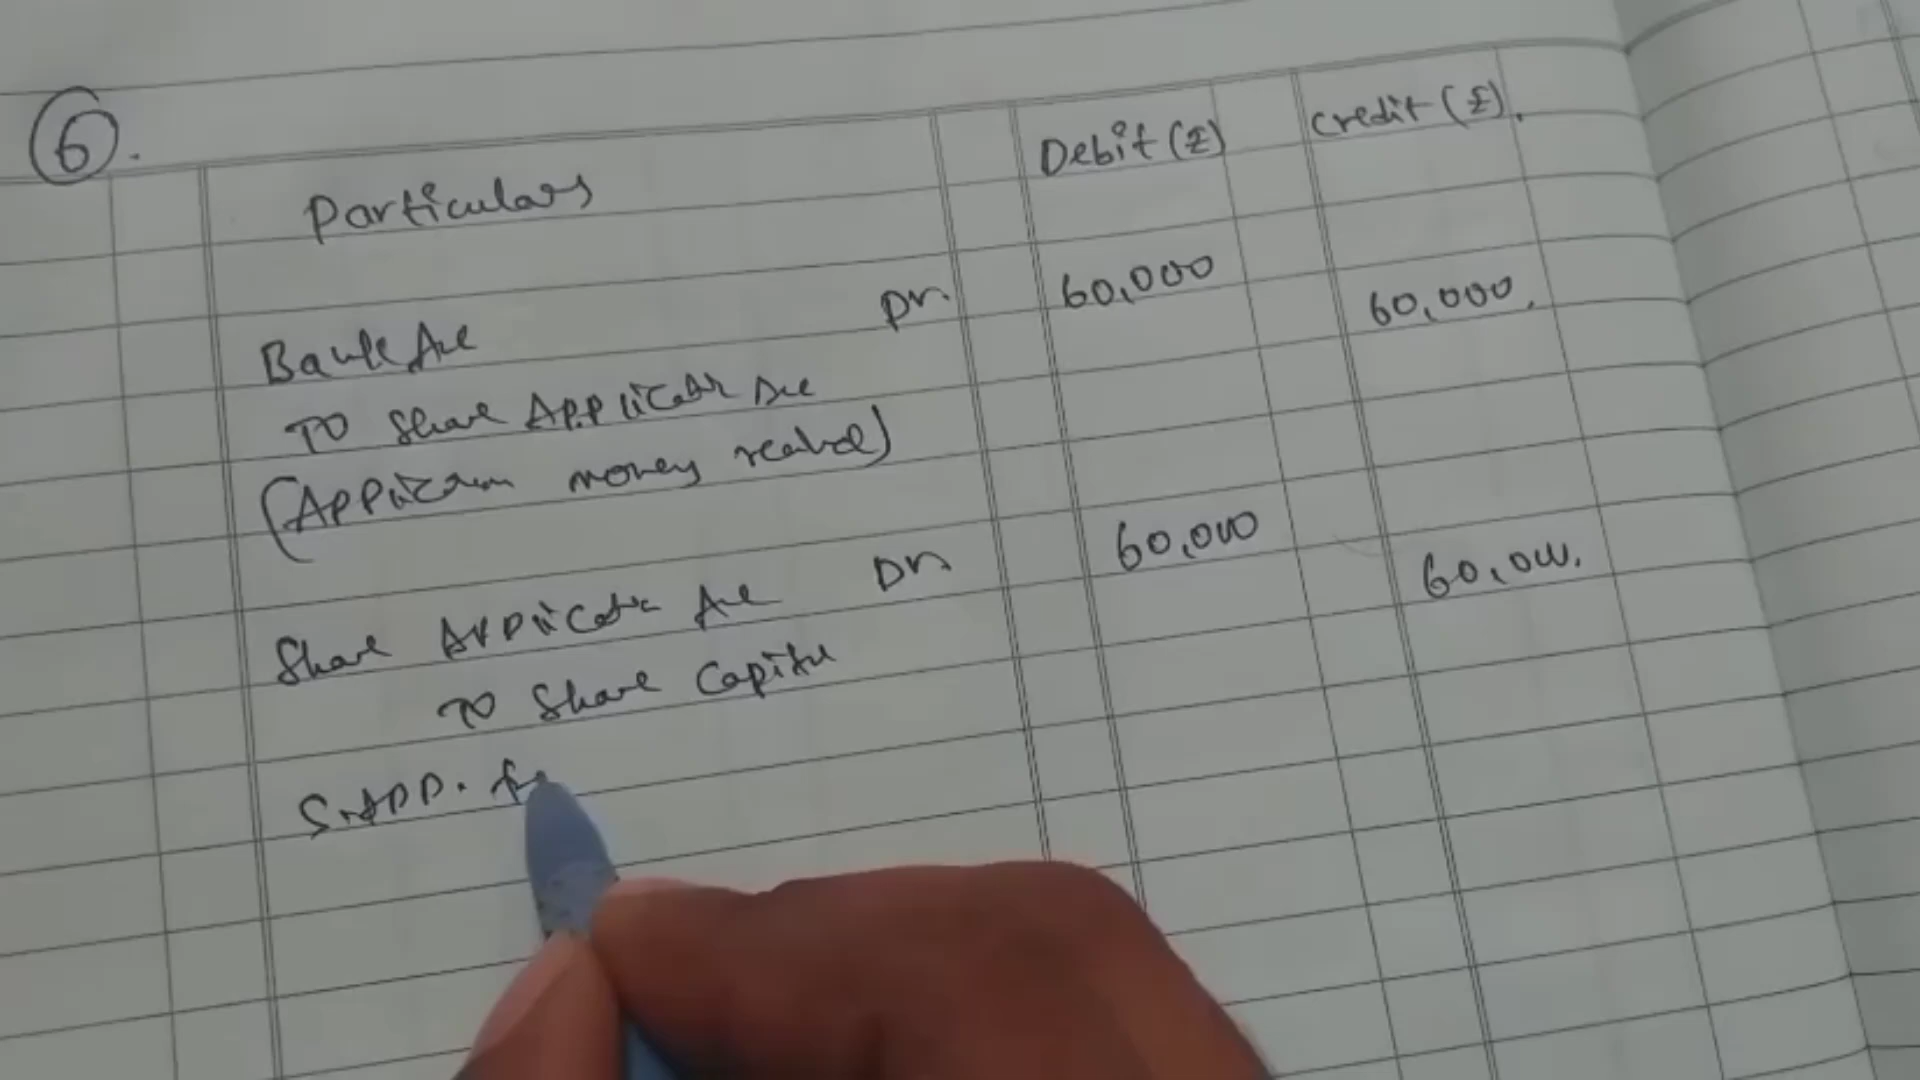 6.
Particulars Debit (₹) Credit (₹).
Bank A/c Dr. 60,000
To Share Application A/c 60,000.
(Application money received)
Share Application A/c Dr 60,000
To Share Capital 60,000.
S.App.